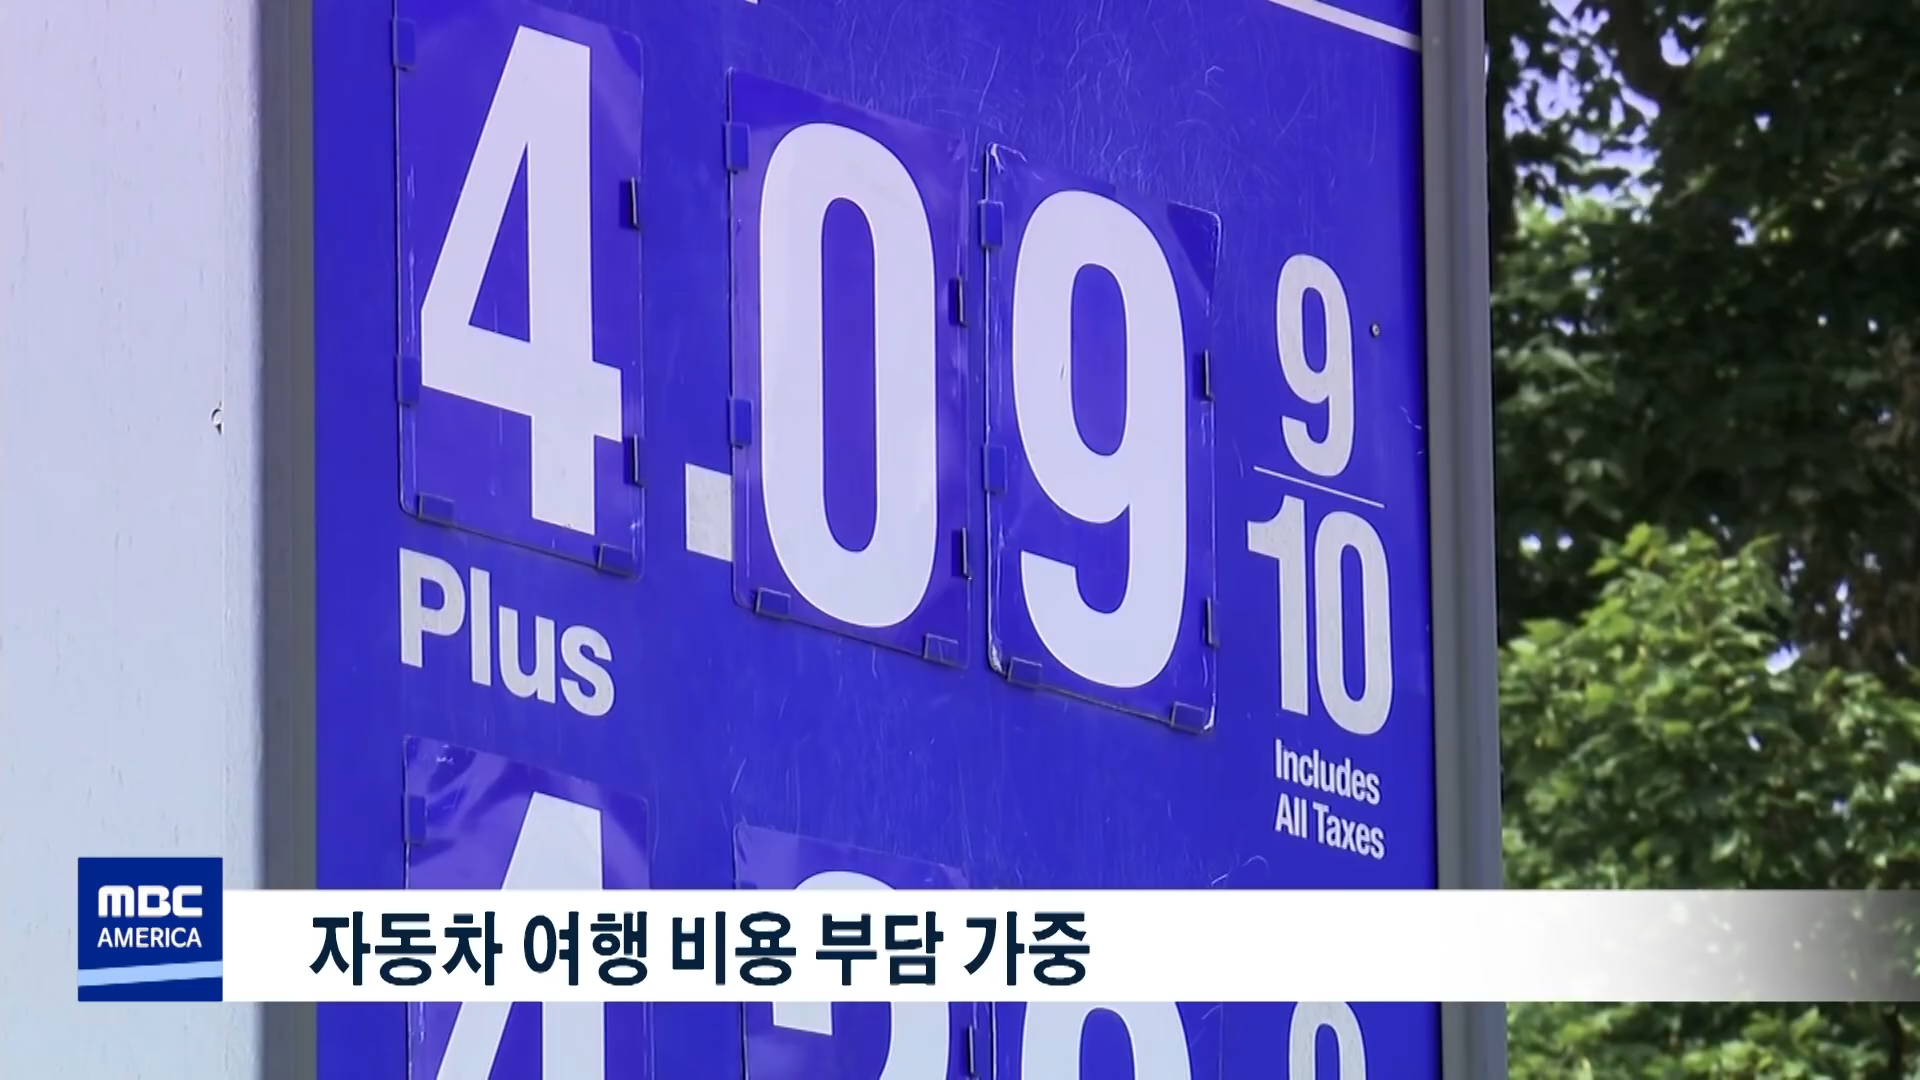 4.09 9/10
Plus
Includes
All Taxes
MBC
AMERICA
자동차 여행 비용 부담 가중